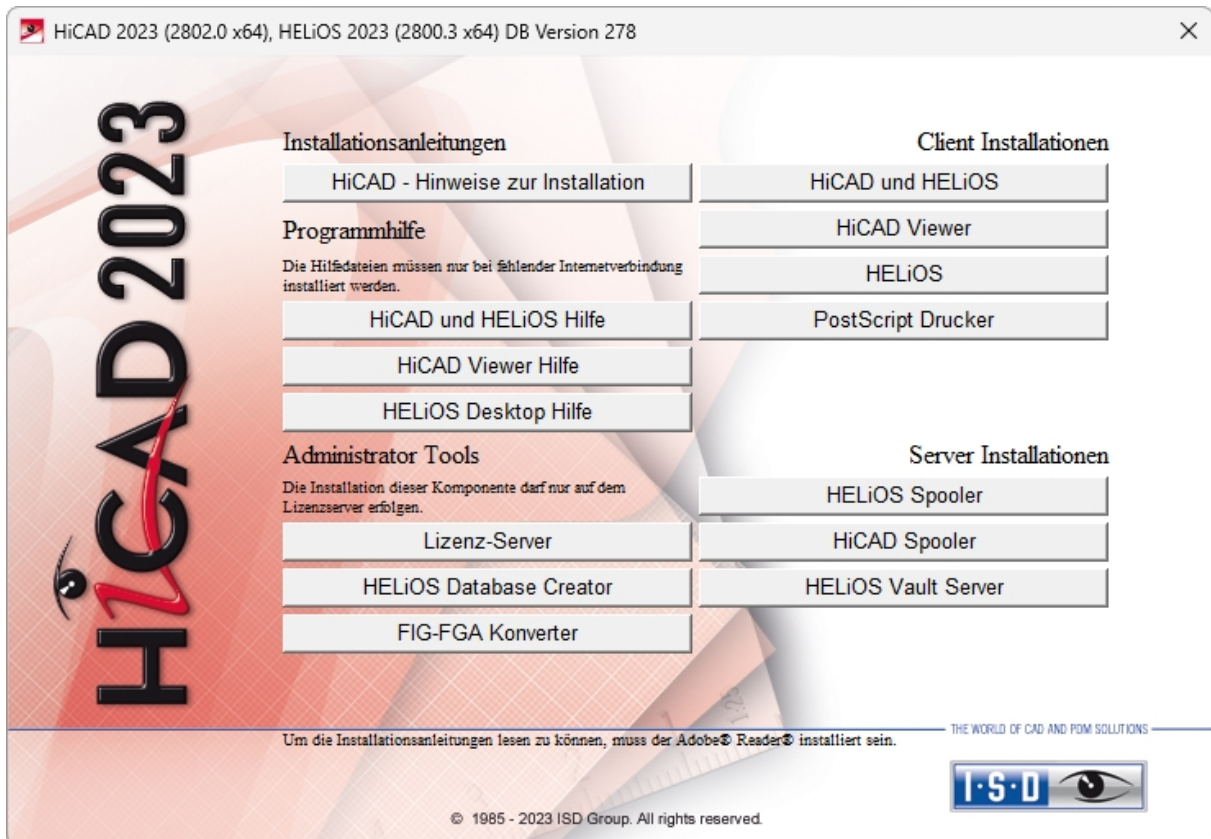 HiCAD 2023 (2802.0 x64), HELiOS 2023 (2800.3 x64) DB Version 278
HiCAD 2023
Installationsanleitungen
HiCAD - Hinweise zur Installation
Programmhilfe
Die Hilfedateien müssen nur bei fehlender Internetverbindung
installiert werden.
HiCAD und HELiOS Hilfe
HiCAD Viewer Hilfe
HELiOS Desktop Hilfe
Administrator Tools
Die Installation dieser Komponente darf nur auf dem
Lizenzserver erfolgen.
Lizenz-Server
HELiOS Database Creator
FIG-FGA Konverter
Client Installationen
HiCAD und HELiOS
HiCAD Viewer
HELiOS
PostScript Drucker
Server Installationen
HELiOS Spooler
HiCAD Spooler
HELiOS Vault Server
1:25
THE WORLD OF CAD AND PDM SOLUTIONS
Um die Installationsanleitungen lesen zu können, muss der Adobe® Reader® installiert sein.
I·S·D
© 1985 - 2023 ISD Group. All rights reserved.